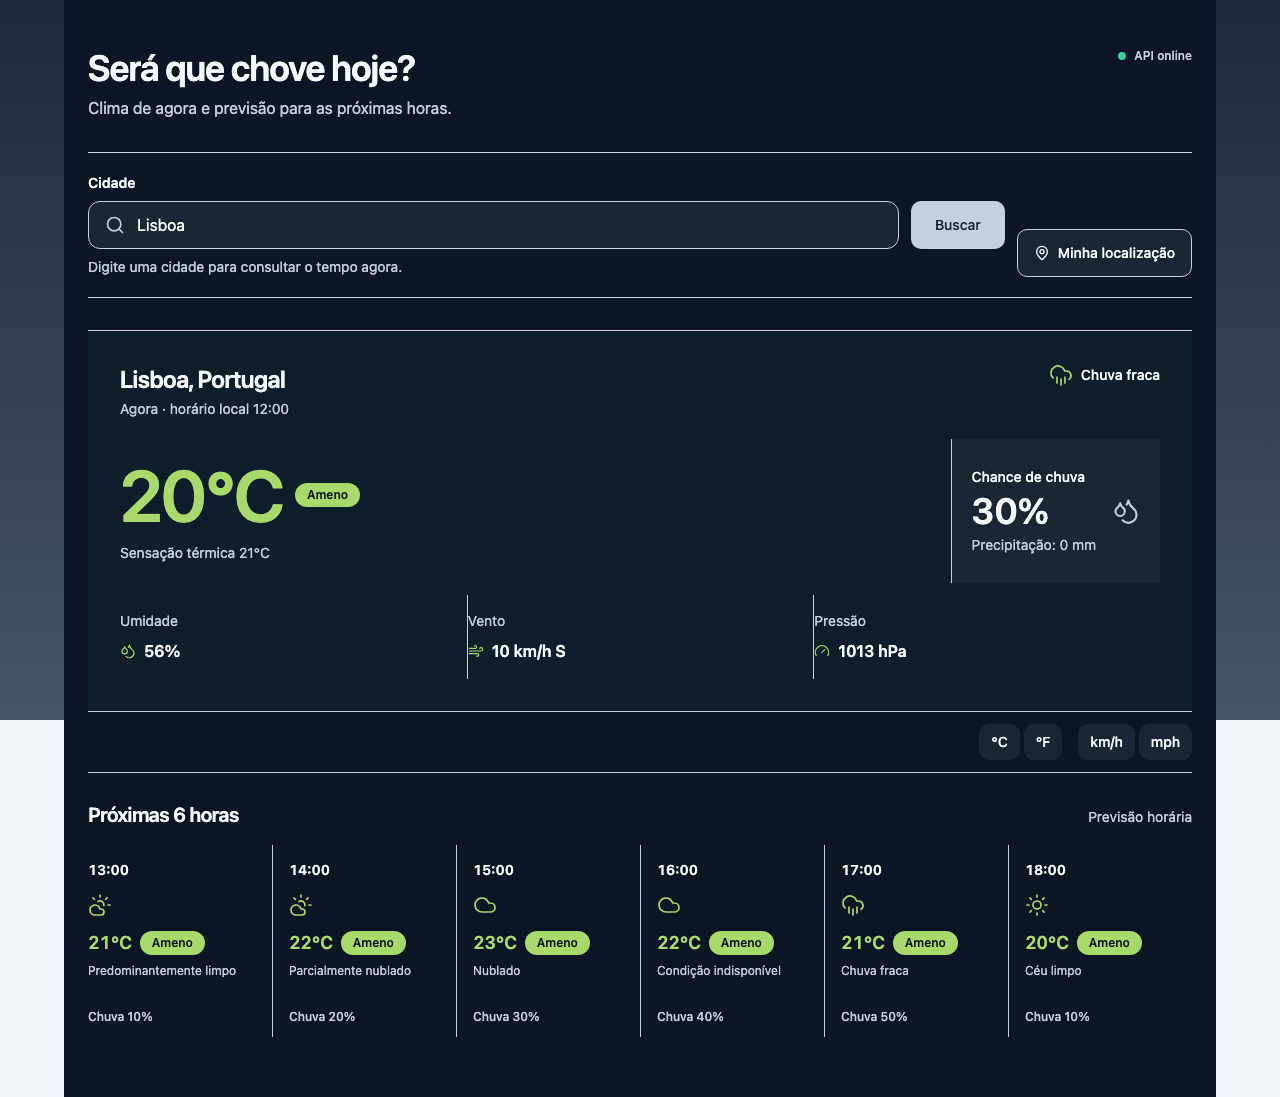 Será que chove hoje?
API online
Clima de agora e previsão para as próximas horas.
Cidade
Lisboa
Buscar
Minha localização
Digite uma cidade para consultar o tempo agora.
Lisboa, Portugal
Chuva fraca
Agora · horário local 12:00
20°C Ameno
Sensação térmica 21°C
Chance de chuva
30%
Precipitação: 0 mm
Umidade
56%
Vento
10 km/h S
Pressão
1013 hPa
°C °F km/h mph
Próximas 6 horas
Previsão horária
13:00
21°C Ameno
Predominantemente limpo
Chuva 10%
14:00
22°C Ameno
Parcialmente nublado
Chuva 20%
15:00
23°C Ameno
Nublado
Chuva 30%
16:00
22°C Ameno
Condição indisponível
Chuva 40%
17:00
21°C Ameno
Chuva fraca
Chuva 50%
18:00
20°C Ameno
Céu limpo
Chuva 10%